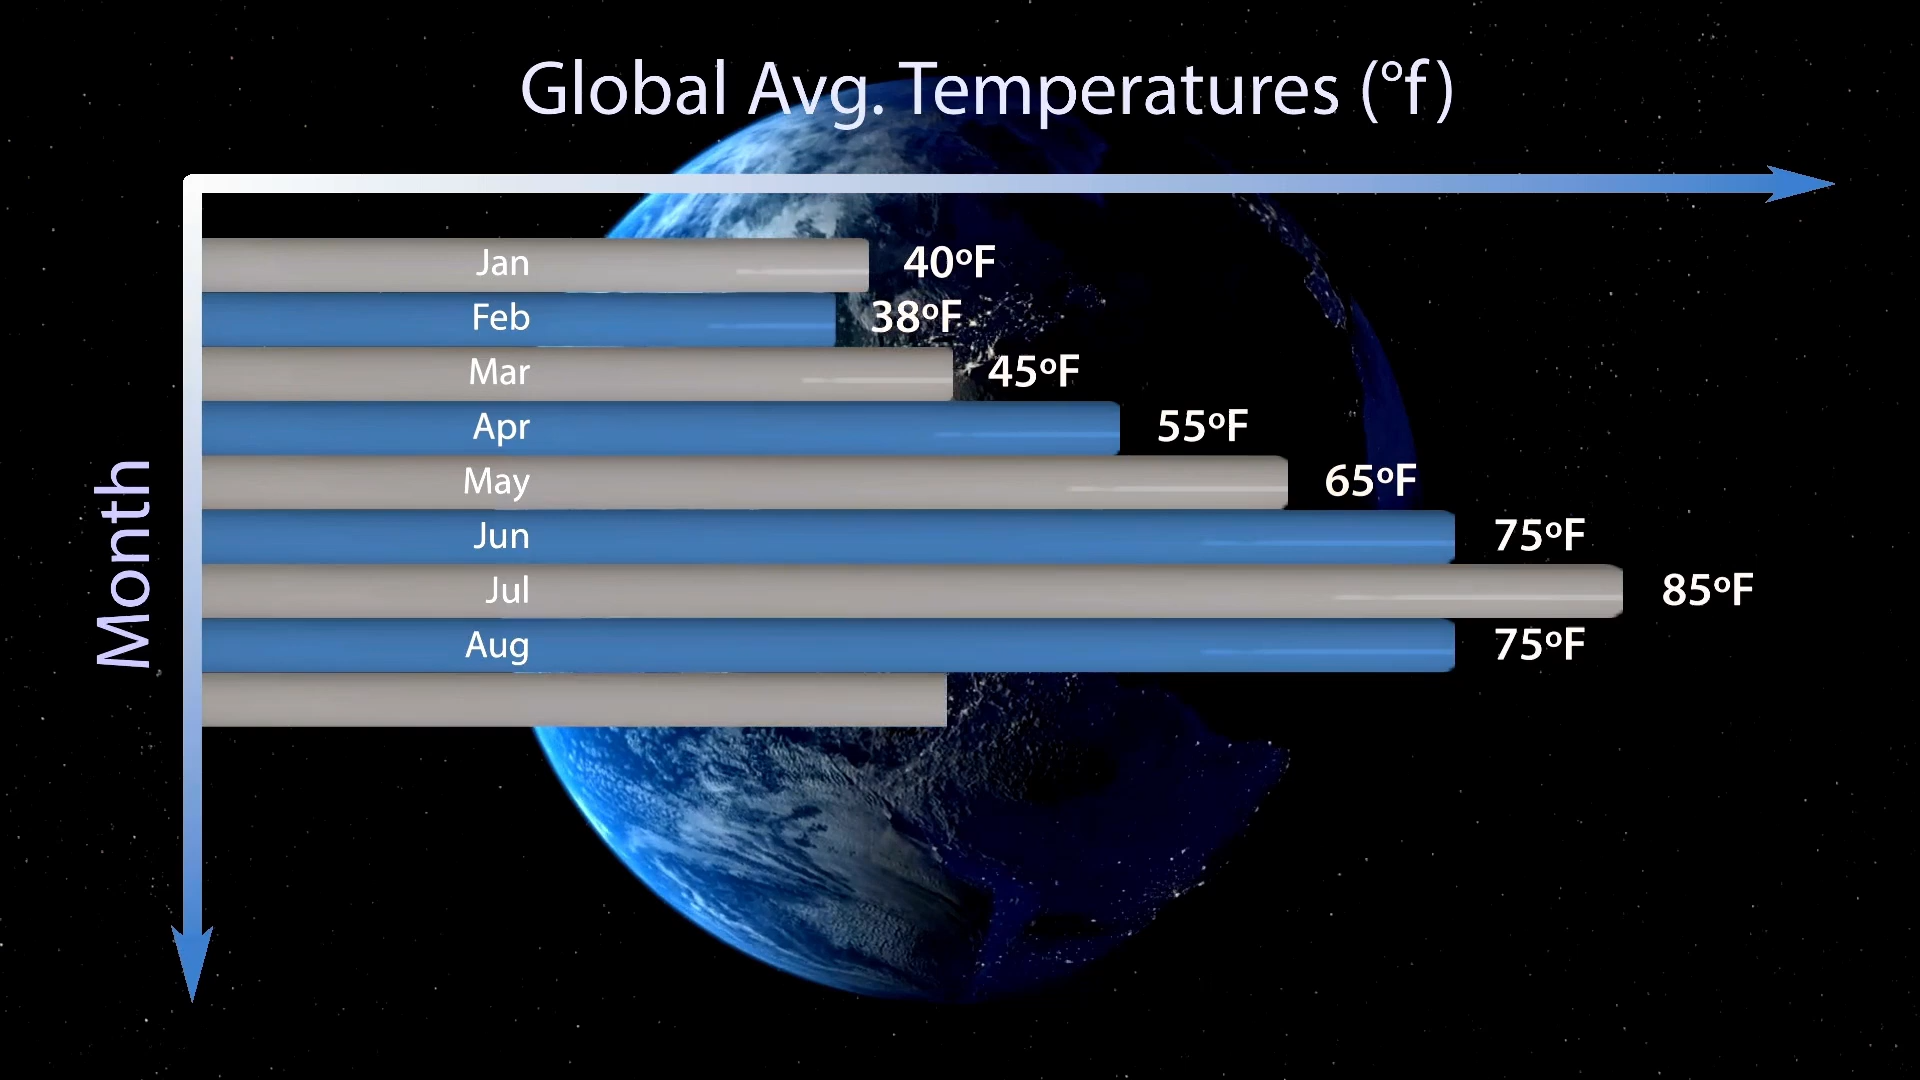 Global Avg. Temperatures (°f)
Month
Jan 40ºF
Feb 38ºF
Mar 45ºF
Apr 55ºF
May 65ºF
Jun 75ºF
Jul 85ºF
Aug 75ºF